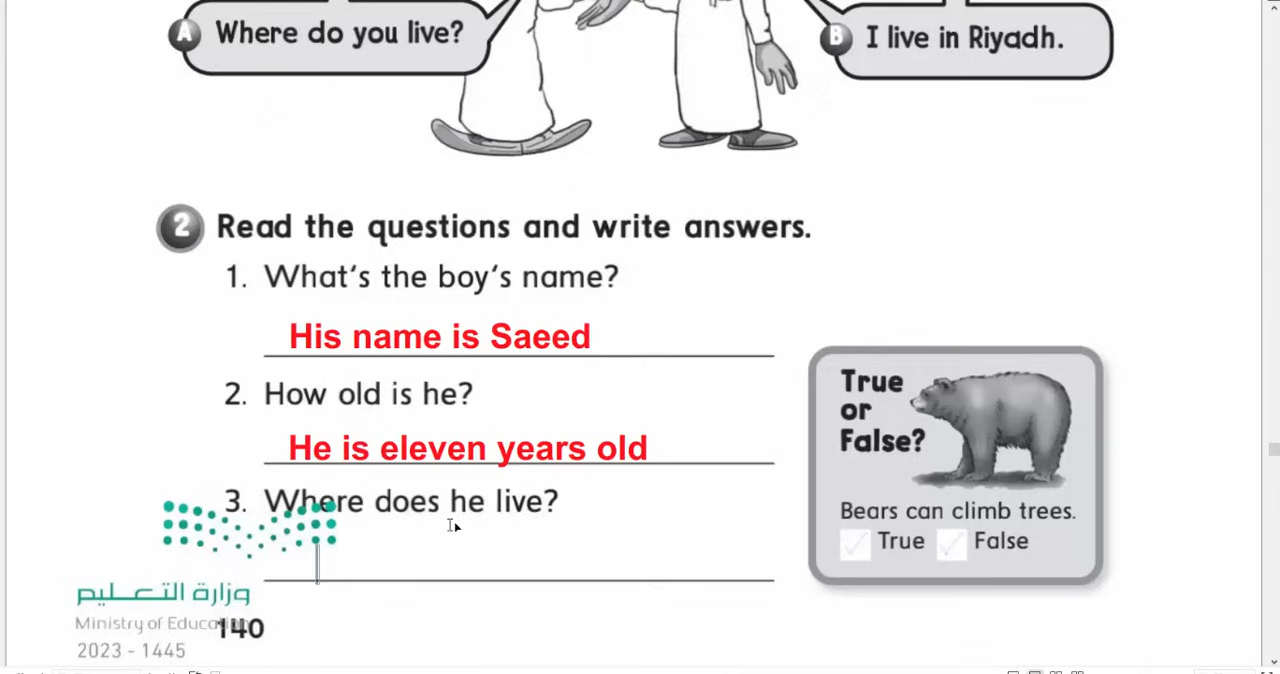 A Where do you live?
B I live in Riyadh.
2 Read the questions and write answers.
1. What's the boy's name?
His name is Saeed
2. How old is he?
He is eleven years old
3. Where does he live?
True
or
False?
Bears can climb trees.
True False
وزارة التعليم
Ministry of Education
140
2023 - 1445